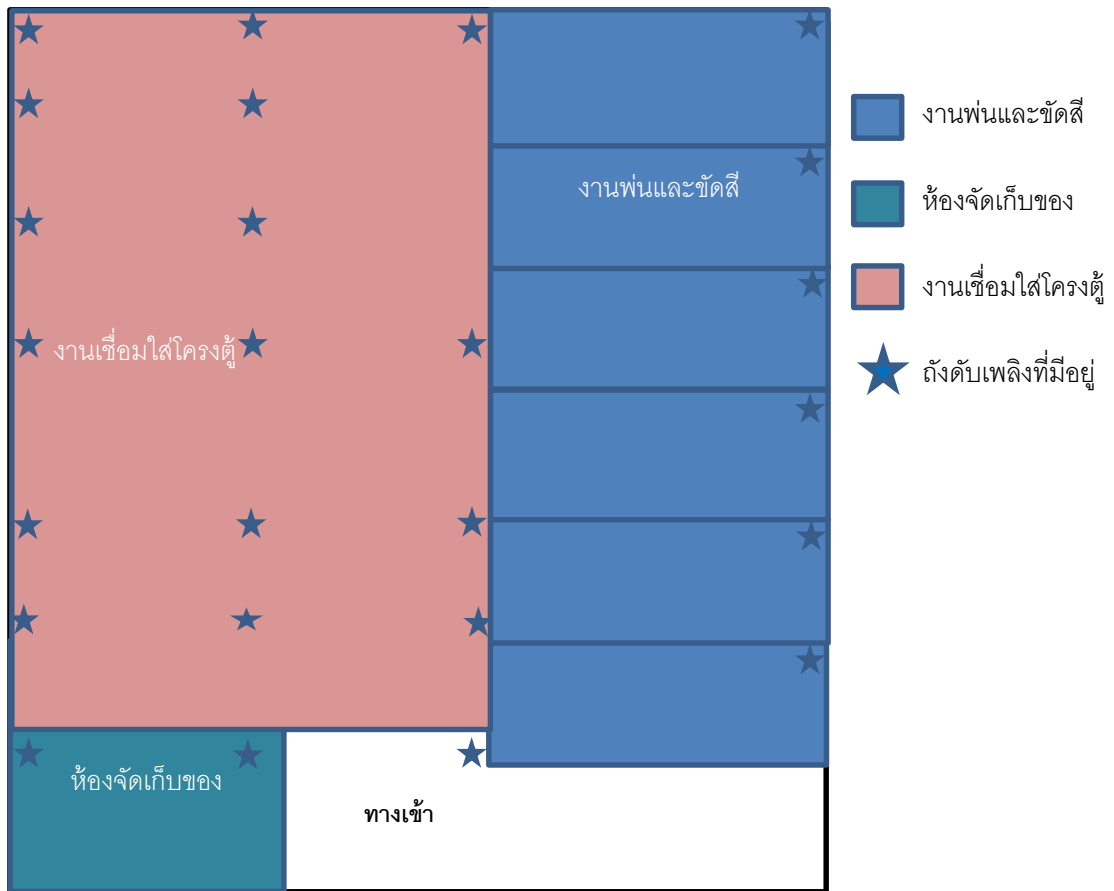 งานพ่นและขัดสี
งานพ่นและขัดสี
ห้องจัดเก็บของ
งานเชื่อมใส่โครงตู้
งานเชื่อมใส่โครงตู้
ถังดับเพลิงที่มีอยู่
ห้องจัดเก็บของ
ทางเข้า